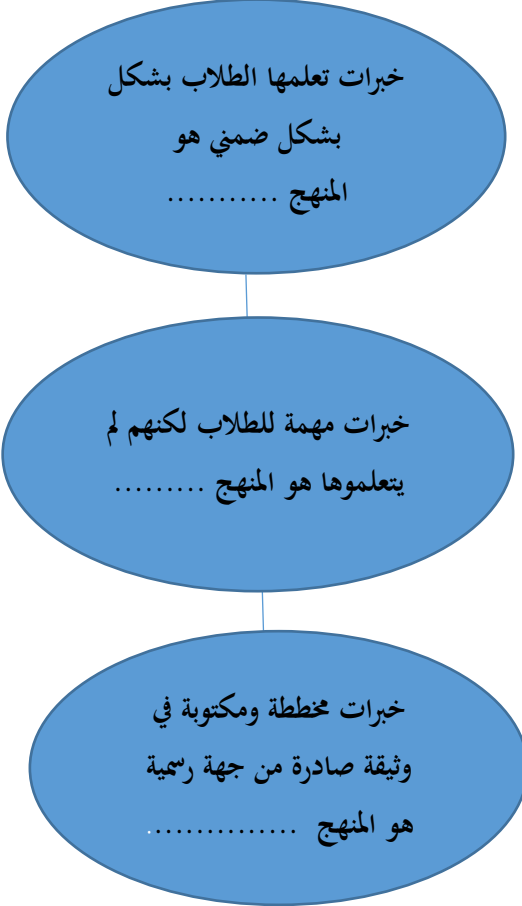 خبرات تعلمها الطلاب بشكل
بشكل ضمني هو
المنهج ...........
خبرات مهمة للطلاب لكنهم لم
يتعلموها هو المنهج .........
خبرات مخططة ومكتوبة في
وثيقة صادرة من جهة رسمية
هو المنهج ...............